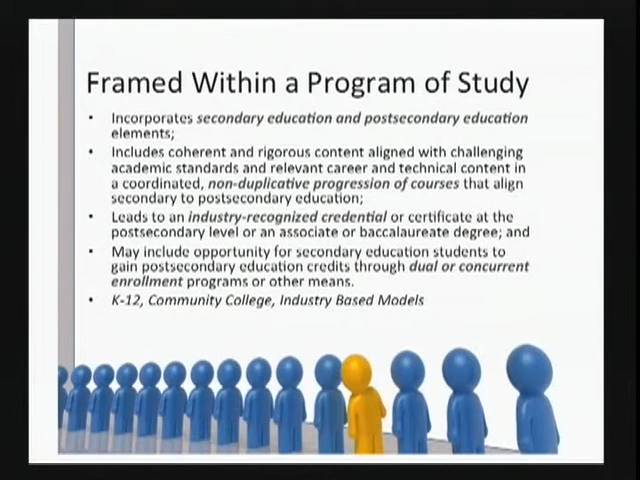 Framed Within a Program of Study
• Incorporates secondary education and postsecondary education
elements;
• Includes coherent and rigorous content aligned with challenging
academic standards and relevant career and technical content in
a coordinated, non-duplicative progression of courses that align
secondary to postsecondary education;
• Leads to an industry-recognized credential or certificate at the
postsecondary level or an associate or baccalaureate degree; and
• May include opportunity for secondary education students to
gain postsecondary education credits through dual or concurrent
enrollment programs or other means.
• K-12, Community College, Industry Based Models